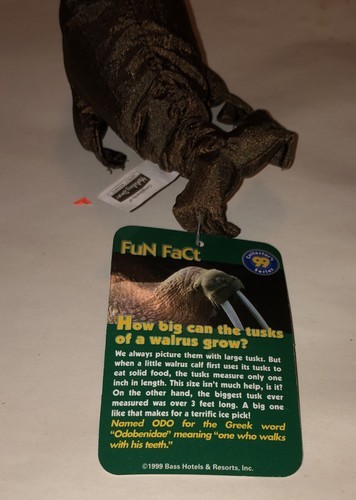 FuN FaCt
Collectors
99
Series
How big can the tusks
of a walrus grow?
We always picture them with large tusks. But
when a little walrus calf first uses its tusks to
eat solid food, the tusks measure only one
inch in length. This size isn't much help, is it?
On the other hand, the biggest tusk ever
measured was over 3 feet long. A big one
like that makes for a terrific ice pick!
Named ODO for the Greek word
"Odobenidae" meaning "one who walks
with his teeth."
©1999 Bass Hotels & Resorts, Inc.